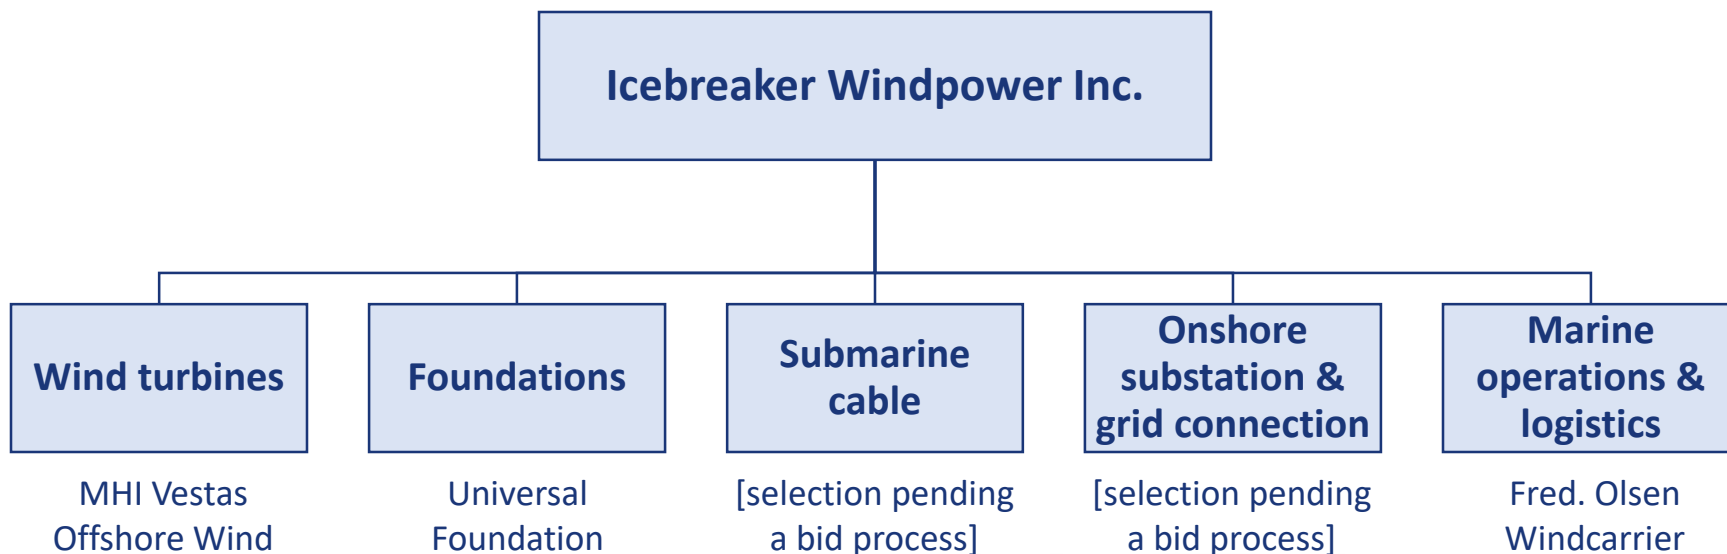 Icebreaker Windpower Inc.
Wind turbines
Foundations
Submarine
cable
Onshore
substation &
grid connection
Marine
operations &
logistics
MHI Vestas
Offshore Wind
Universal
Foundation
[selection pending
a bid process]
[selection pending
a bid process]
Fred. Olsen
Windcarrier